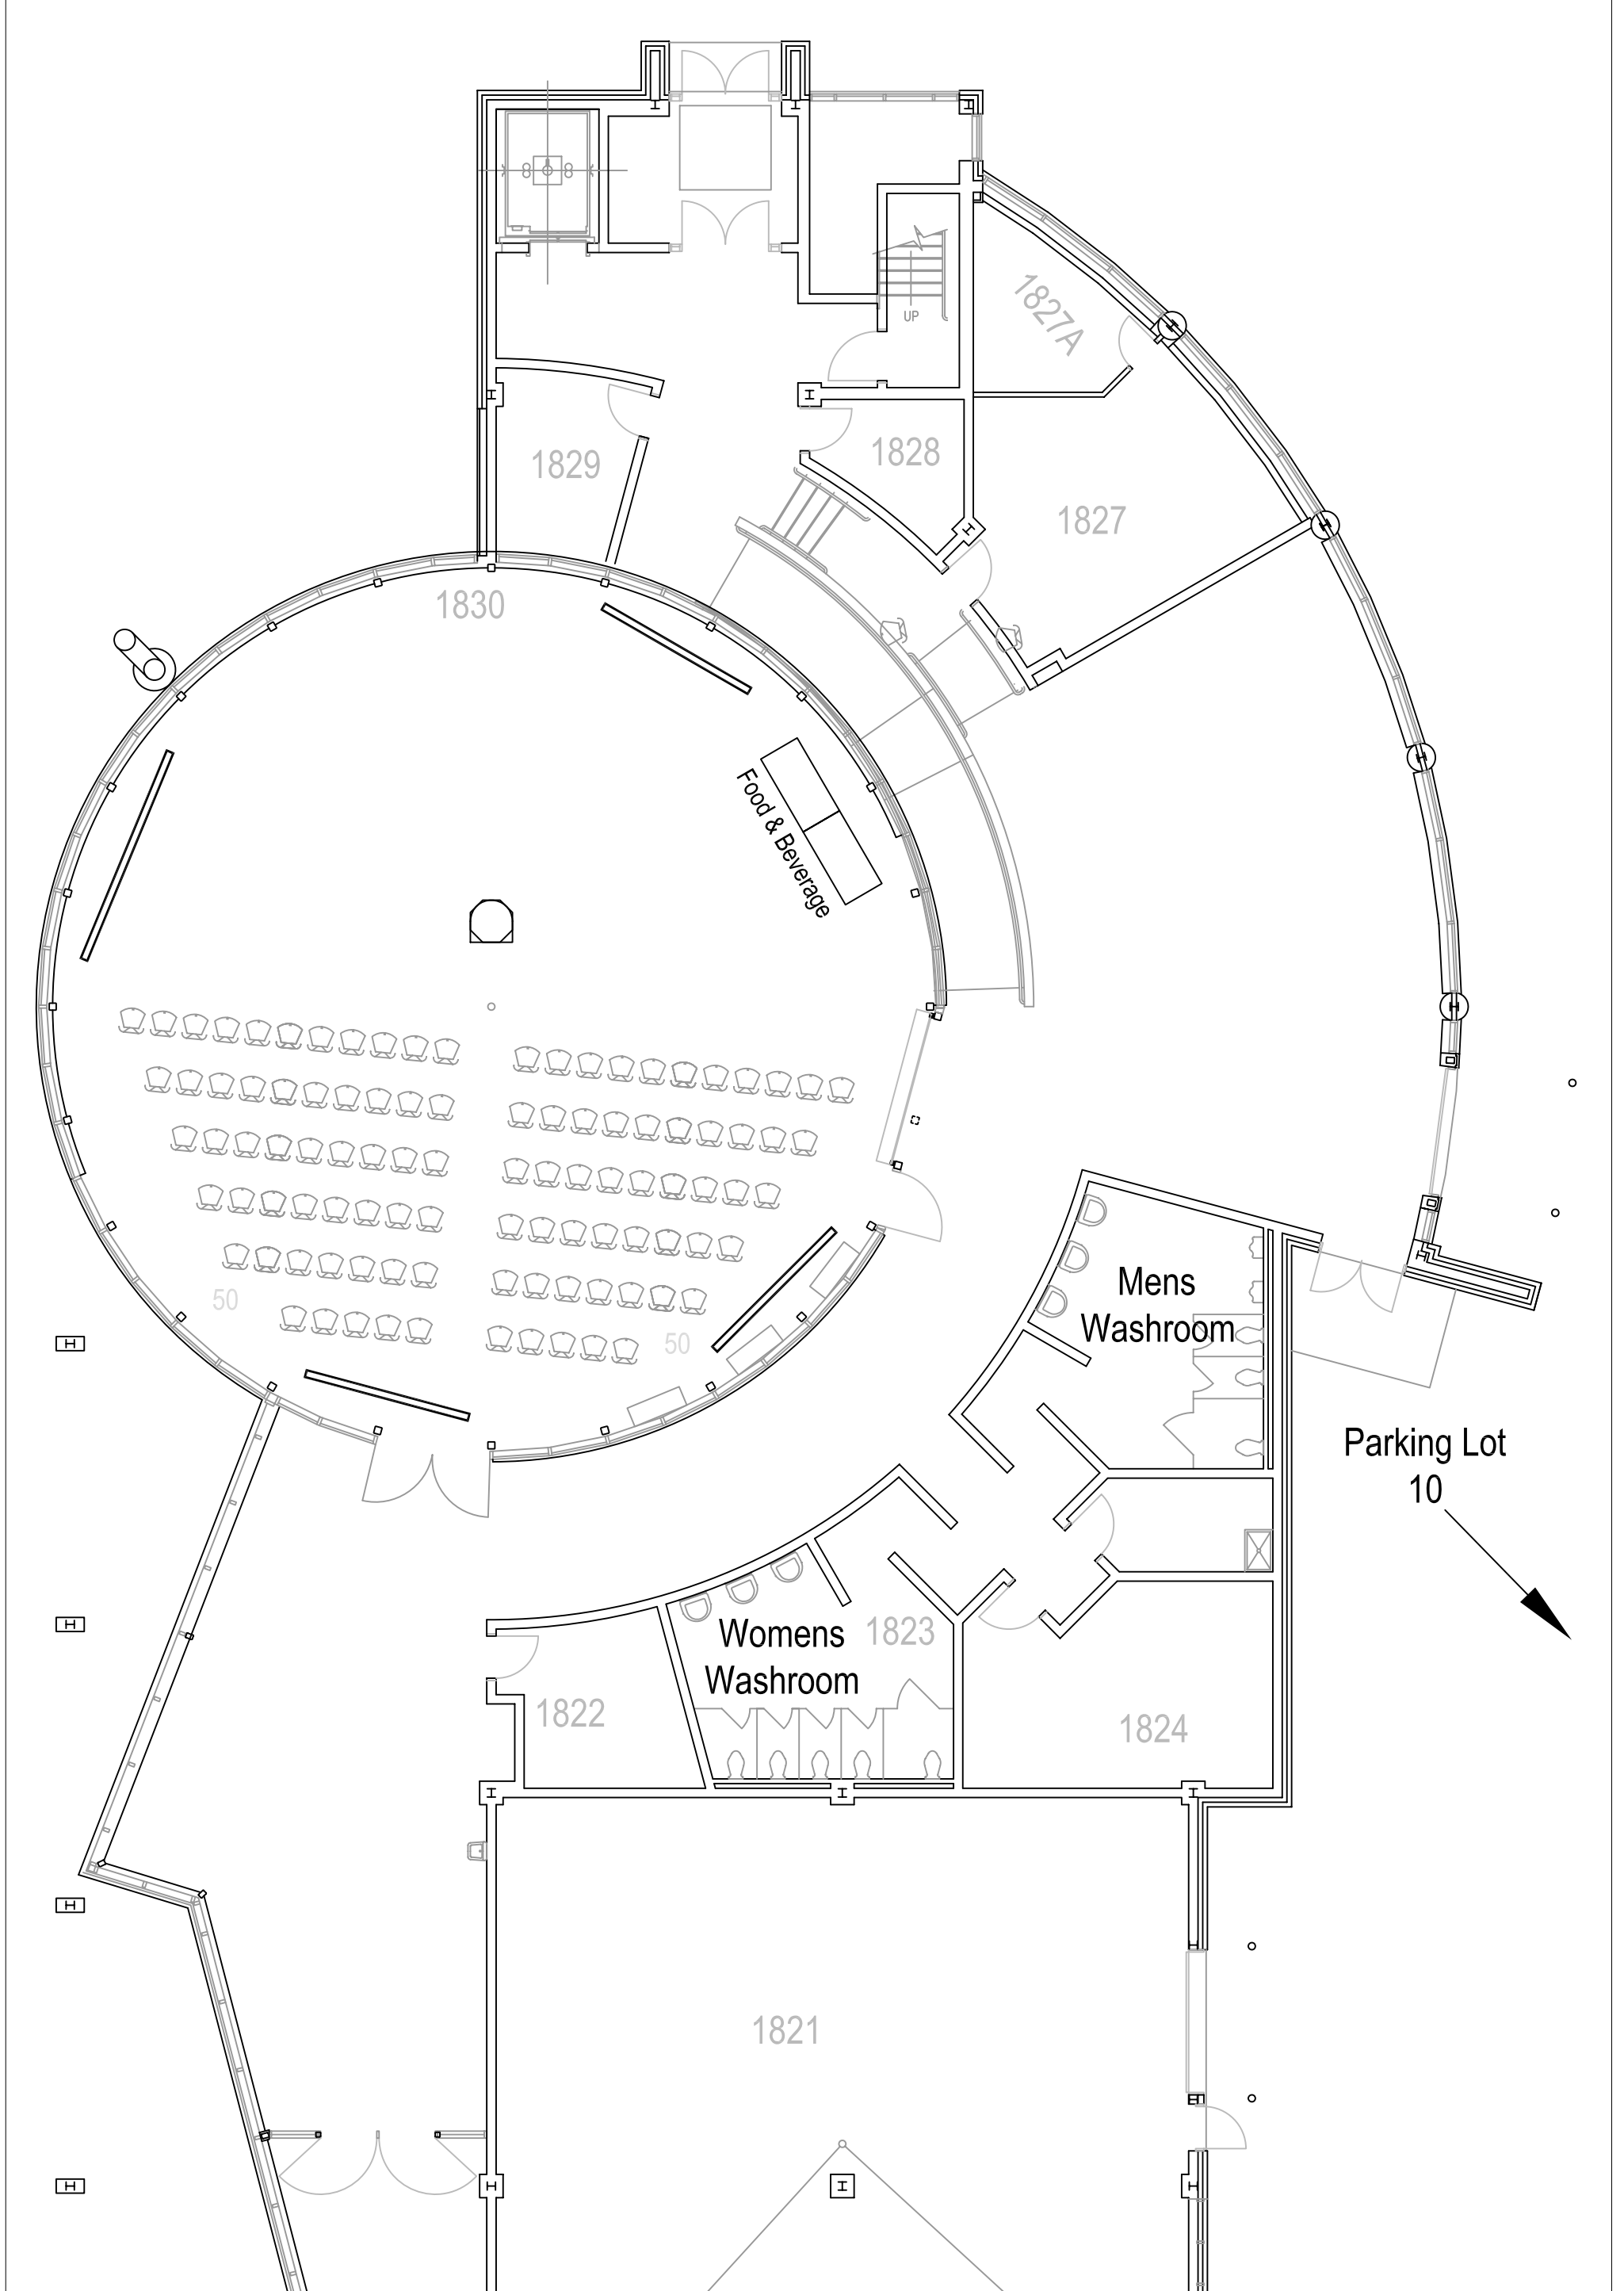 1827A
UP
1828
1829
1827
1830
Food & Beverage
Mens
Washroom
50
50
Parking Lot
10
Womens
Washroom
1823
1822
1824
1821